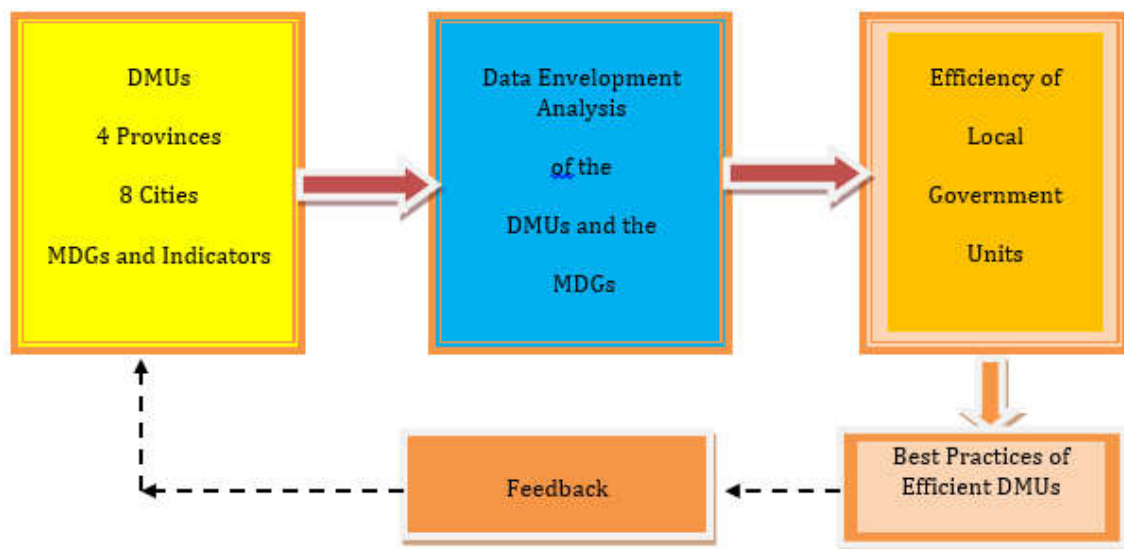 DMUs
4 Provinces
8 Cities
MDGs and Indicators
Data Envelopment
Analysis
of the
DMUs and the
MDGs
Efficiency of
Local
Government
Units
Best Practices of
Efficient DMUs
Feedback